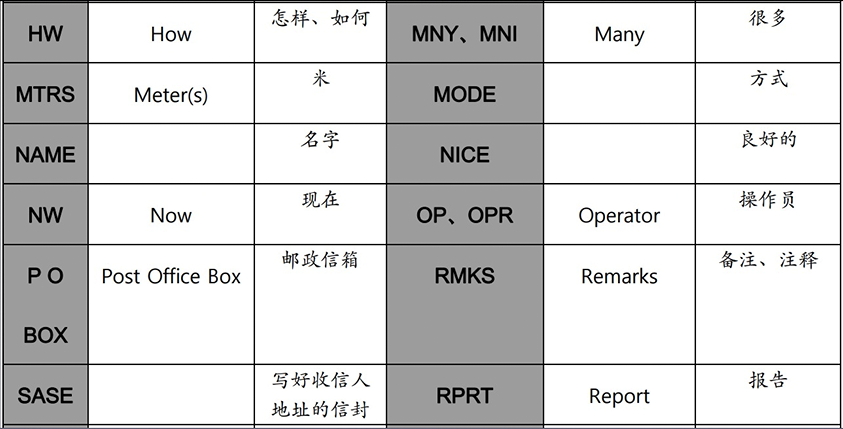 HW How 怎样、如何 MNY、MNI Many 很多
MTRS Meter(s) 米 MODE 方式
NAME 名字 NICE 良好的
NW Now 现在 OP、OPR Operator 操作员
P O Post Office Box 邮政信箱 RMKS Remarks 备注、注释
BOX
SASE 写好收信人 RPRT Report 报告
地址的信封